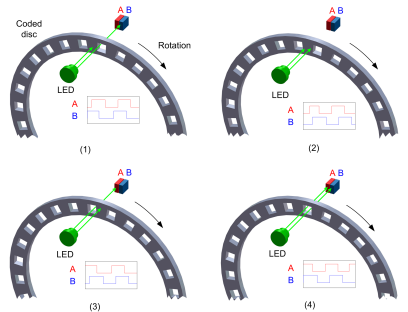 A B
Coded
disc
Rotation
LED
A
B
(1)
A B
LED
A
B
(2)
A B
LED
A
B
(3)
A B
LED
A
B
(4)